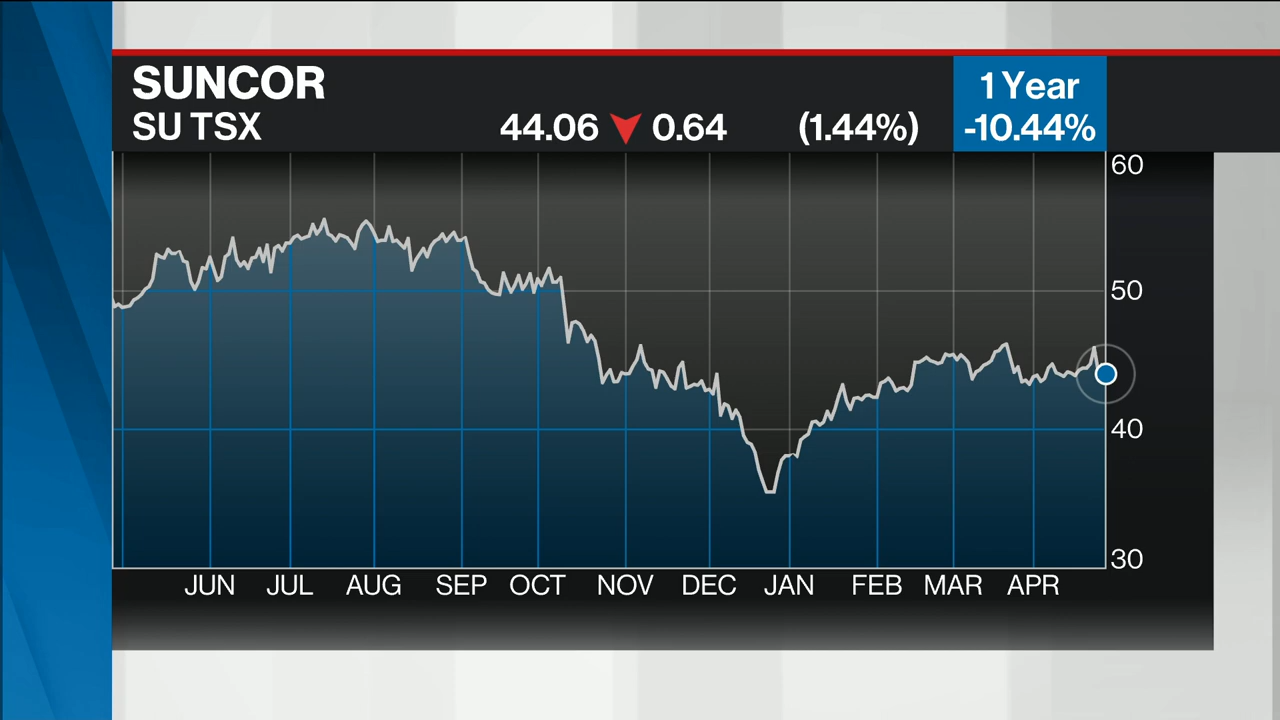 SUNCOR
SU TSX
44.06 0.64 (1.44%)
1 Year
-10.44%
60
50
40
30
JUN JUL AUG SEP OCT NOV DEC JAN FEB MAR APR